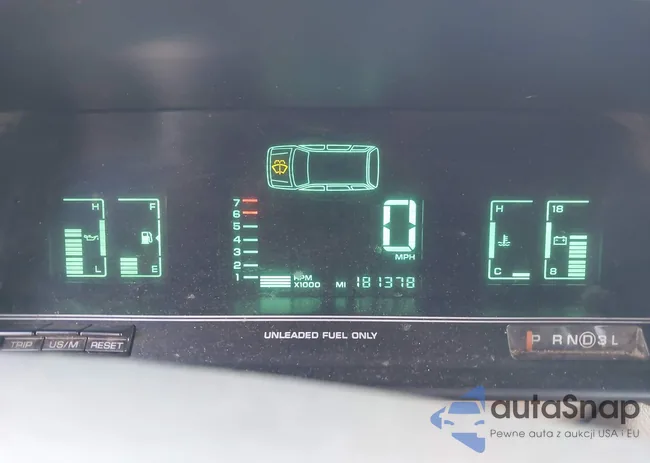 H
F
7
6
5
4
3
2
1
L
E
RPM
X1000
0
MPH
MI 181378
H
18
C
8
UNLEADED FUEL ONLY
TRIP US/M RESET
P R N D 3 L
autaSnap
Pewne auta z aukcji USA i EU